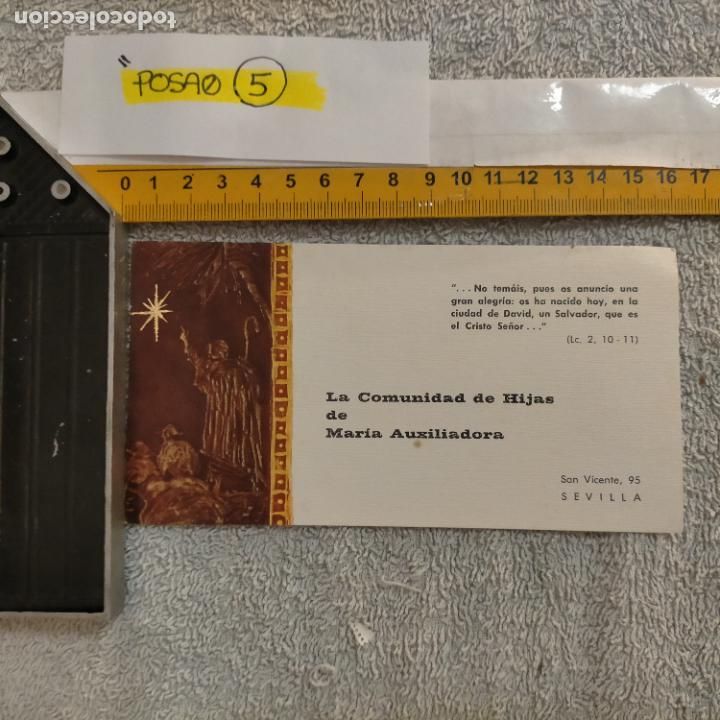 todocoleccion
" POSAO 5
0 1 2 3 4 5 6 7 8 9 10 11 12 13 14 15 16 17
"... No temáis, pues os anuncio una
gran alegría: os ha nacido hoy, en la
ciudad de David, un Salvador, que es
el Cristo Señor..."
(Lc. 2, 10-11)
La Comunidad de Hijas
de
María Auxiliadora
San Vicente, 95
SEVILLA